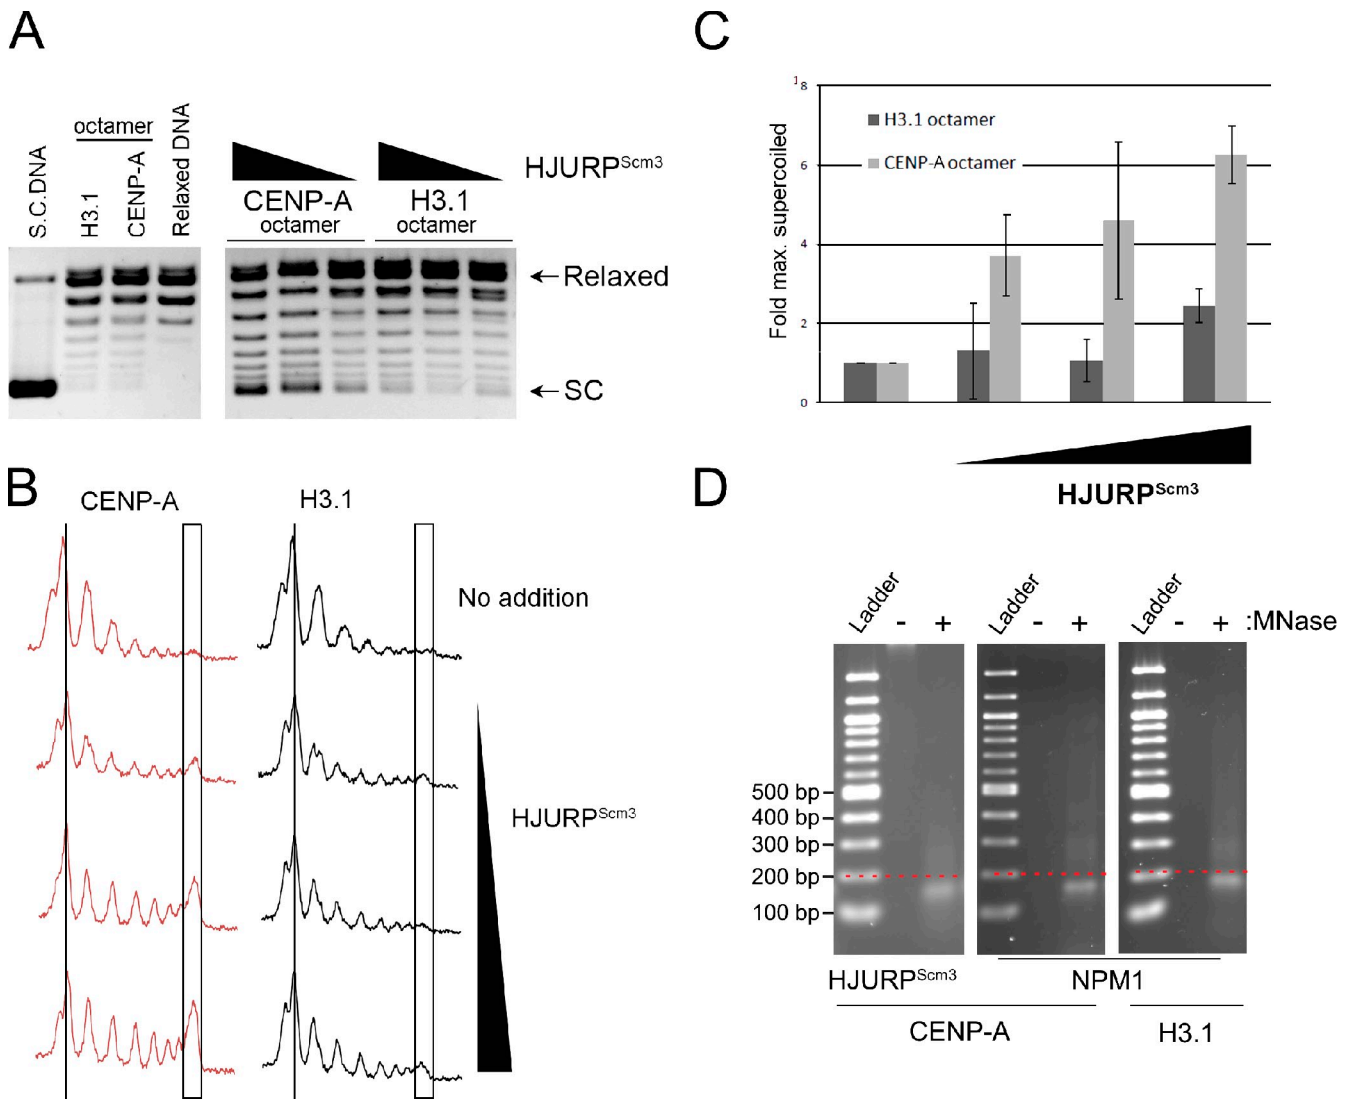 A
S.C.DNA
octamer
H3.1
CENP-A
Relaxed DNA
HJURPScm3
CENP-A
octamer
H3.1
octamer
Relaxed
SC
B
CENP-A
H3.1
No addition
HJURPScm3
C
Fold max. supercoiled
1
8
6
4
2
0
H3.1 octamer
CENP-A octamer
HJURPScm3
D
Ladder - +
Ladder - +
Ladder - + :MNase
500 bp
400 bp
300 bp
200 bp
100 bp
HJURPScm3
NPM1
CENP-A
H3.1